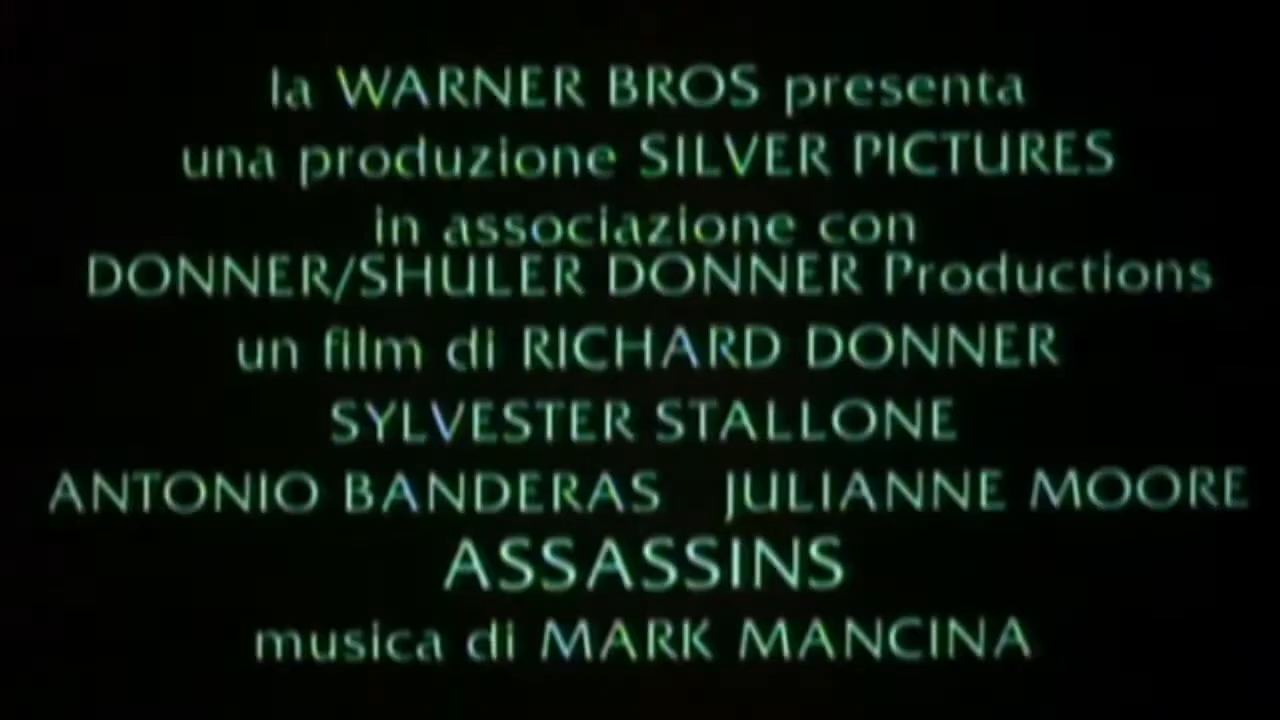 la WARNER BROS presenta
una produzione SILVER PICTURES
in associazione con
DONNER/SHULER DONNER Productions
un film di RICHARD DONNER
SYLVESTER STALLONE
ANTONIO BANDERAS JULIANNE MOORE
ASSASSINS
musica di MARK MANCINA